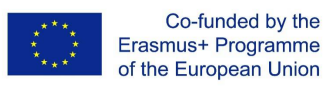 Co-funded by the
Erasmus+ Programme
of the European Union